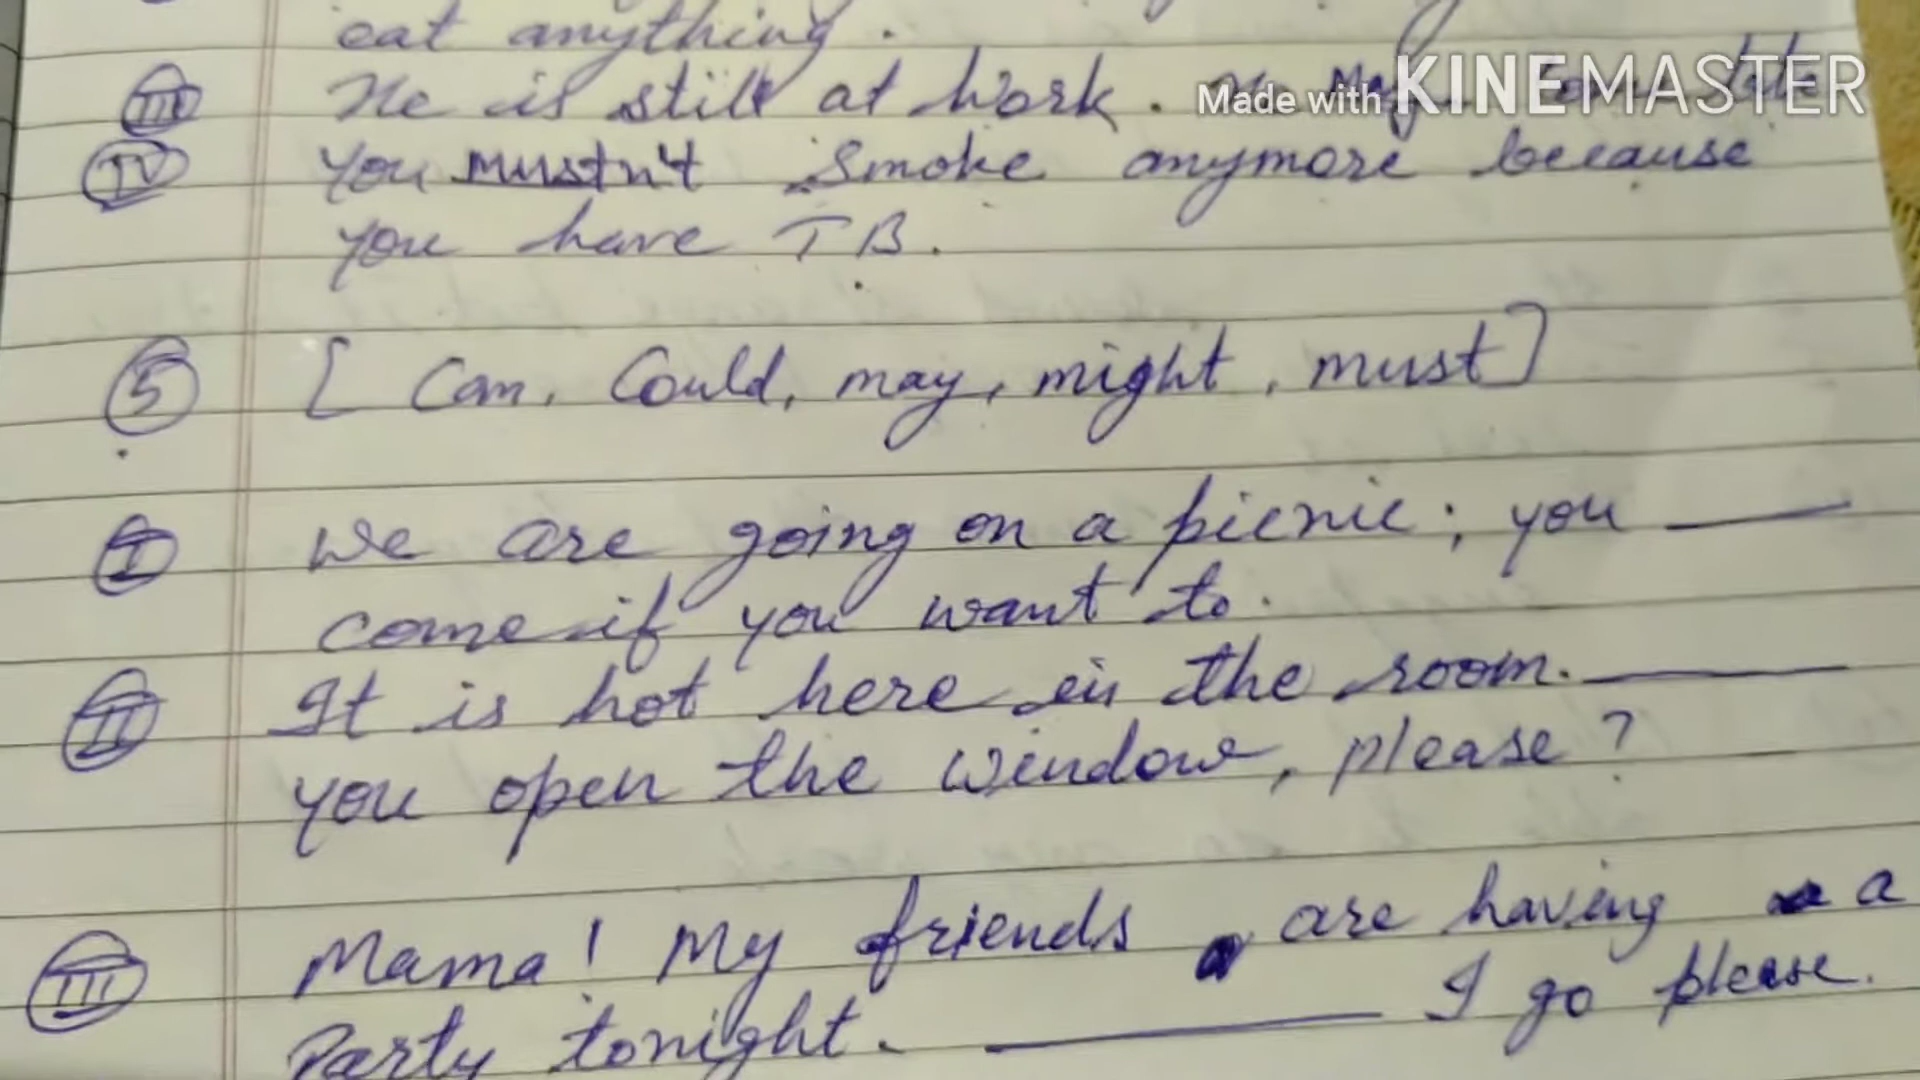 eat anything.
III He is still at work.
Made with KINEMASTER
IV You mustn't smoke anymore because
you have TB.
5 [ Can, Could, may, might, must]
I We are going on a picnic; you ____
come if you want to.
II It is hot here in the room. ____
you open the window, please?
III Mama! My friends are having a
Party tonight. ____ I go please.